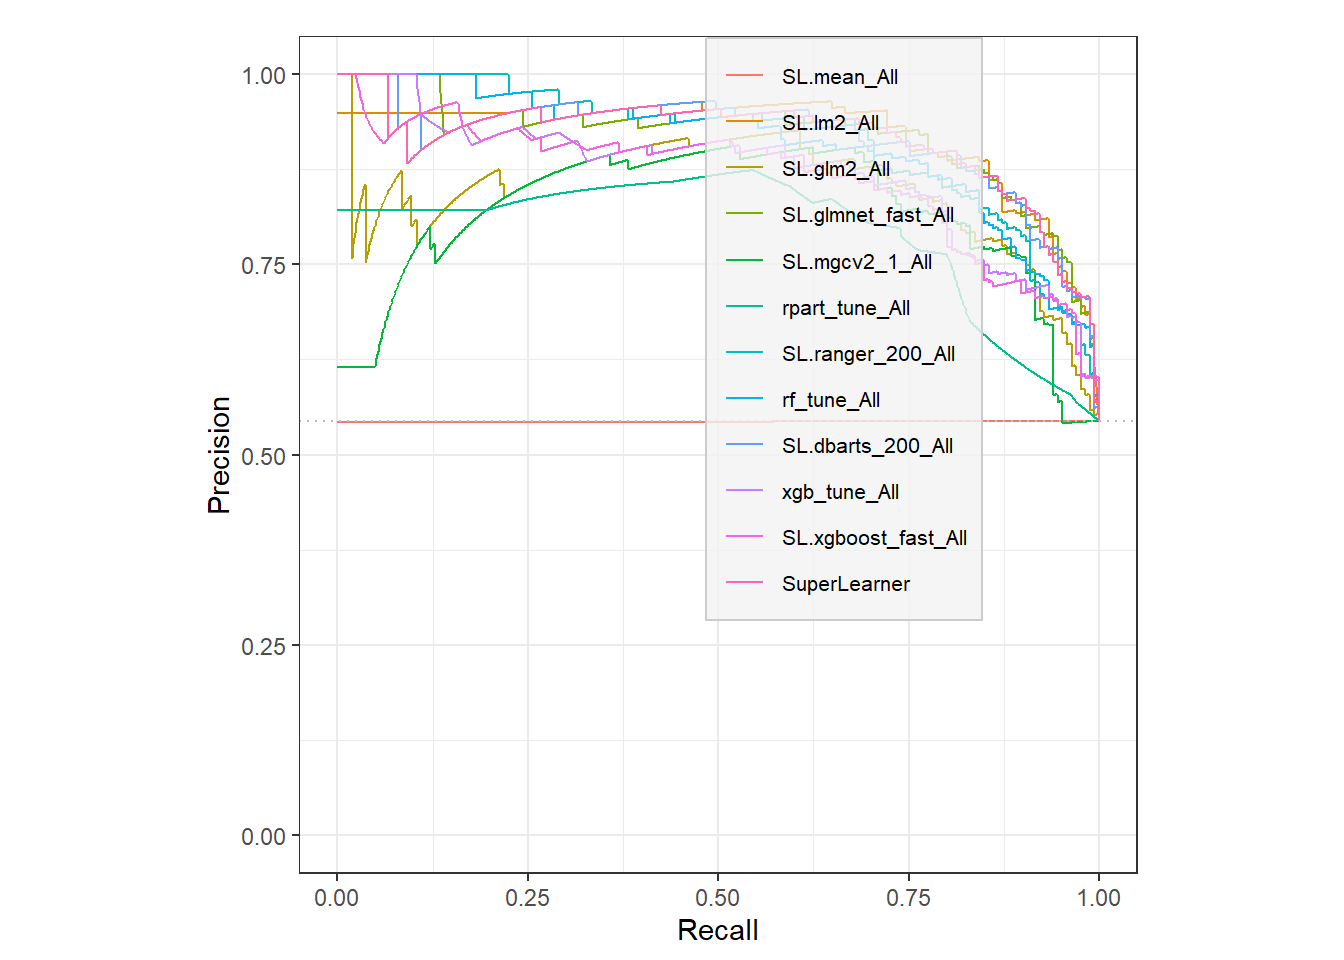 1.00
0.75
0.50
0.25
0.00
Precision
SL.mean_All
SL.lm2_All
SL.glm2_All
SL.glmnet_fast_All
SL.mgcv2_1_All
rpart_tune_All
SL.ranger_200_All
rf_tune_All
SL.dbarts_200_All
xgb_tune_All
SL.xgboost_fast_All
SuperLearner
0.00 0.25 0.50 0.75 1.00
Recall